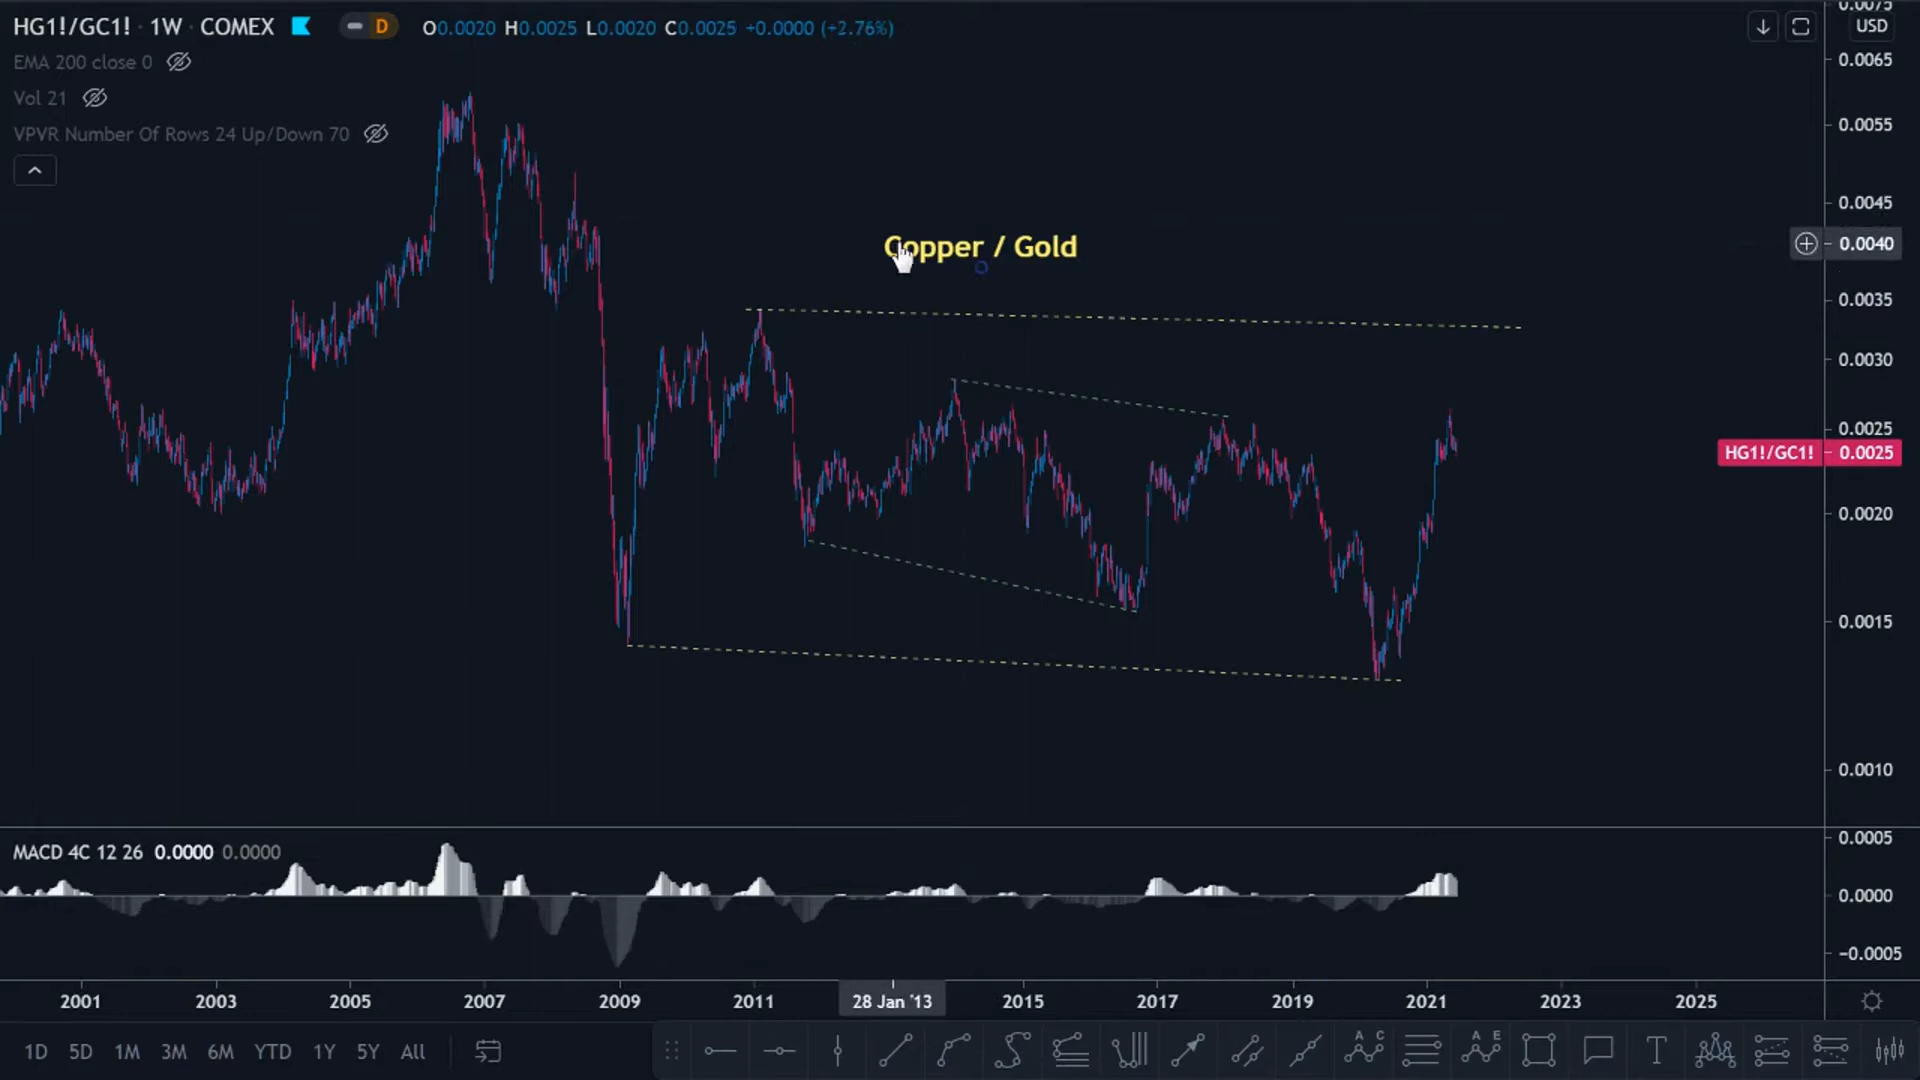 HG1!/GC1! · 1W · COMEX D O0.0020 H0.0025 L0.0020 C0.0025 +0.0000 (+2.76%)
EMA 200 close 0
Vol 21
VPVR Number Of Rows 24 Up/Down 70
Copper / Gold
0.0075
USD
0.0065
0.0055
0.0045
0.0040
0.0035
0.0030
0.0025
HG1!/GC1! 0.0025
0.0020
0.0015
0.0010
MACD 4C 12 26 0.0000 0.0000
0.0005
0.0000
−0.0005
2001 2003 2005 2007 2009 2011 28 Jan '13 2015 2017 2019 2021 2023 2025
1D 5D 1M 3M 6M YTD 1Y 5Y All